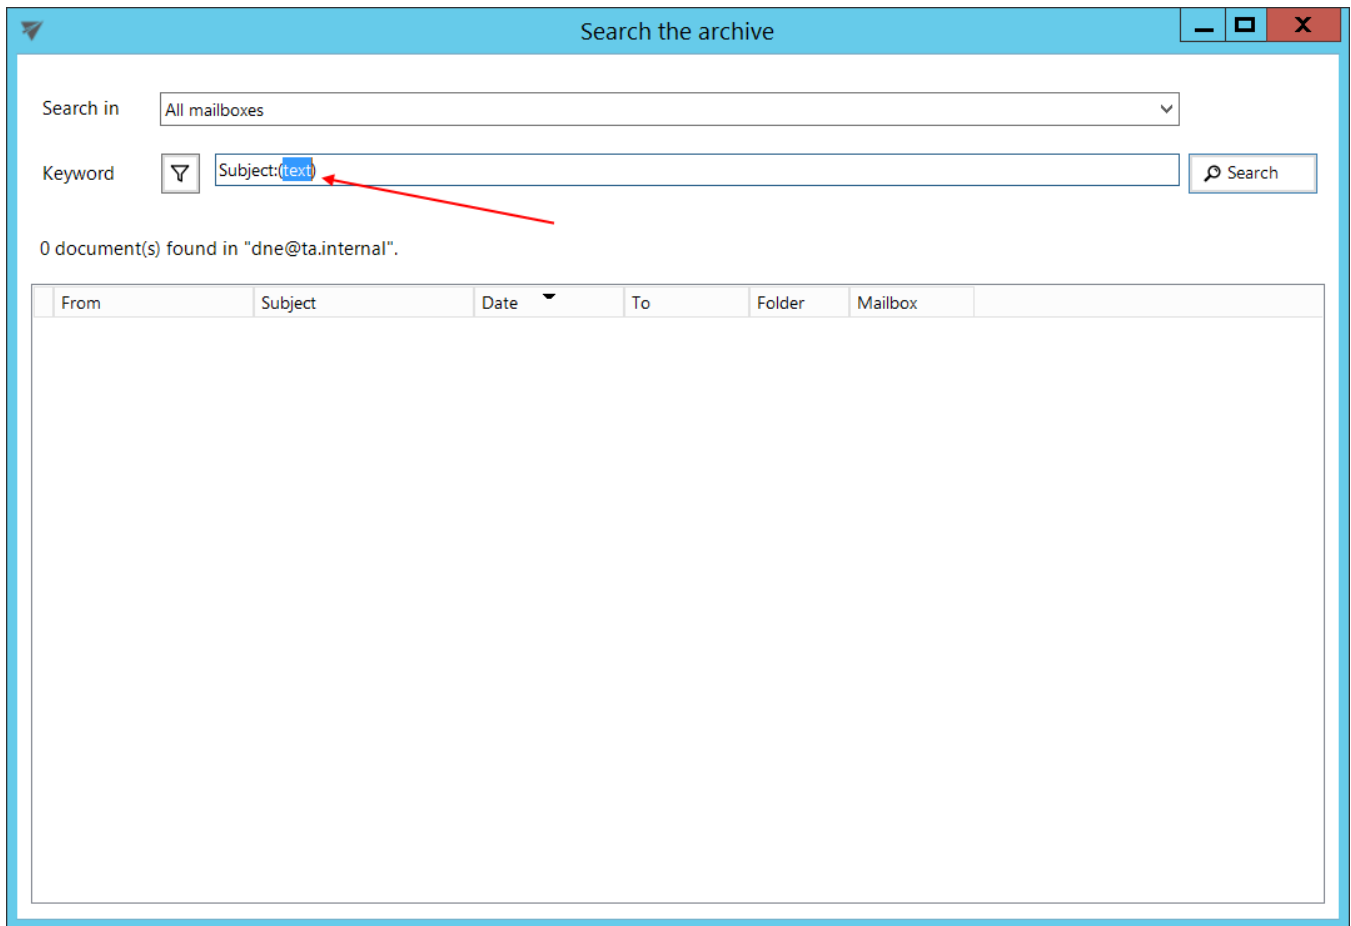 Search the archive
Search in All mailboxes
Keyword Subject:(text) Search
0 document(s) found in "dne@ta.internal".
From Subject Date To Folder Mailbox